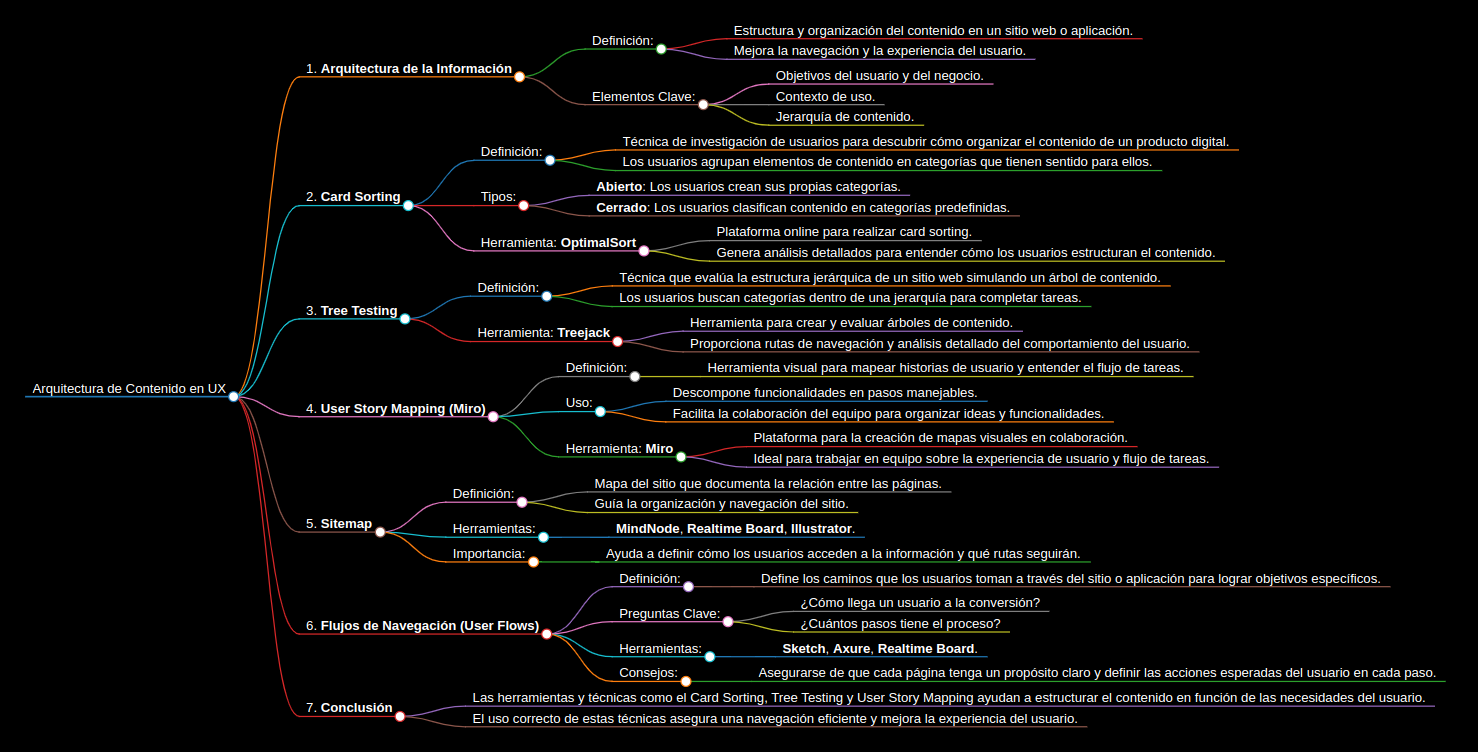 Arquitectura de Contenido en UX
1. Arquitectura de la Información
Definición:
Estructura y organización del contenido en un sitio web o aplicación.
Mejora la navegación y la experiencia del usuario.
Elementos Clave:
Objetivos del usuario y del negocio.
Contexto de uso.
Jerarquía de contenido.
2. Card Sorting
Definición:
Técnica de investigación de usuarios para descubrir cómo organizar el contenido de un producto digital.
Los usuarios agrupan elementos de contenido en categorías que tienen sentido para ellos.
Tipos:
Abierto: Los usuarios crean sus propias categorías.
Cerrado: Los usuarios clasifican contenido en categorías predefinidas.
Herramienta: OptimalSort
Plataforma online para realizar card sorting.
Genera análisis detallados para entender cómo los usuarios estructuran el contenido.
3. Tree Testing
Definición:
Técnica que evalúa la estructura jerárquica de un sitio web simulando un árbol de contenido.
Los usuarios buscan categorías dentro de una jerarquía para completar tareas.
Herramienta: Treejack
Herramienta para crear y evaluar árboles de contenido.
Proporciona rutas de navegación y análisis detallado del comportamiento del usuario.
4. User Story Mapping (Miro)
Definición:
Herramienta visual para mapear historias de usuario y entender el flujo de tareas.
Uso:
Descompone funcionalidades en pasos manejables.
Facilita la colaboración del equipo para organizar ideas y funcionalidades.
Herramienta: Miro
Plataforma para la creación de mapas visuales en colaboración.
Ideal para trabajar en equipo sobre la experiencia de usuario y flujo de tareas.
5. Sitemap
Definición:
Mapa del sitio que documenta la relación entre las páginas.
Guía la organización y navegación del sitio.
Herramientas:
MindNode, Realtime Board, Illustrator.
Importancia:
Ayuda a definir cómo los usuarios acceden a la información y qué rutas seguirán.
6. Flujos de Navegación (User Flows)
Definición:
Define los caminos que los usuarios toman a través del sitio o aplicación para lograr objetivos específicos.
Preguntas Clave:
¿Cómo llega un usuario a la conversión?
¿Cuántos pasos tiene el proceso?
Herramientas:
Sketch, Axure, Realtime Board.
Consejos:
Asegurarse de que cada página tenga un propósito claro y definir las acciones esperadas del usuario en cada paso.
7. Conclusión
Las herramientas y técnicas como el Card Sorting, Tree Testing y User Story Mapping ayudan a estructurar el contenido en función de las necesidades del usuario.
El uso correcto de estas técnicas asegura una navegación eficiente y mejora la experiencia del usuario.